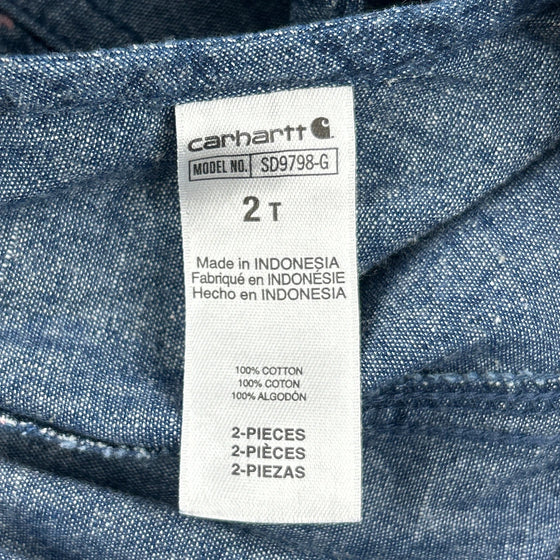 carhartt
MODEL NO. SD9798-G
2 T
Made in INDONESIA
Fabriqué en INDONÉSIE
Hecho en INDONESIA
100% COTTON
100% COTON
100% ALGODÓN
2-PIECES
2-PIÈCES
2-PIEZAS